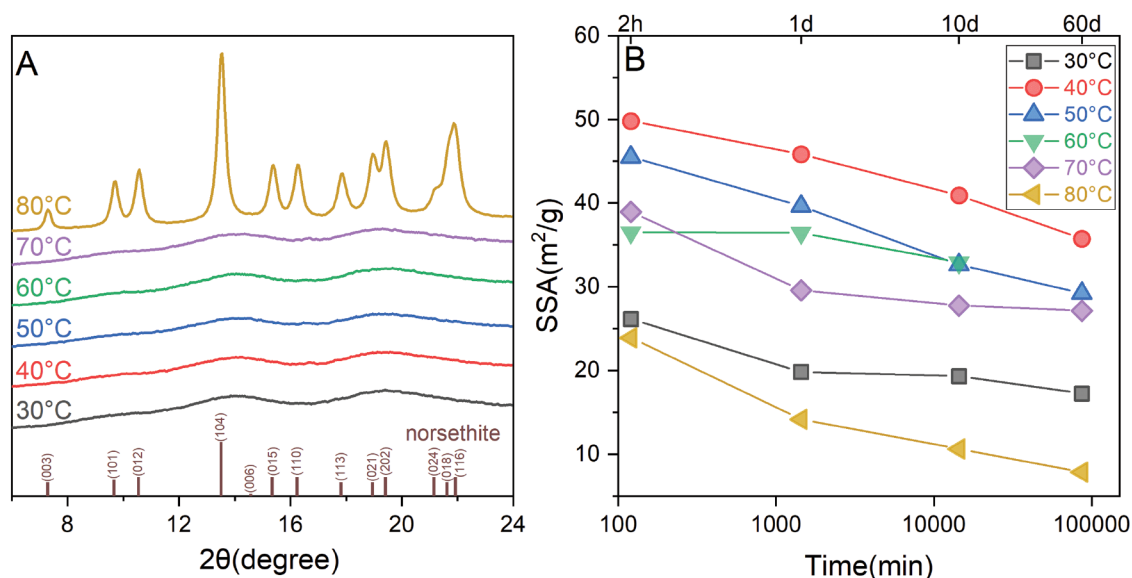 A
80°C
70°C
60°C
50°C
40°C
30°C
norsethite
(003)
(101)
(012)
(104)
(006)
(015)
(110)
(113)
(021)
(202)
(024)
(018)
(116)
8 12 16 20 24
2θ(degree)
B
2h 1d 10d 60d
30°C
40°C
50°C
60°C
70°C
80°C
60
50
40
30
20
10
SSA(m²/g)
100 1000 10000 100000
Time(min)